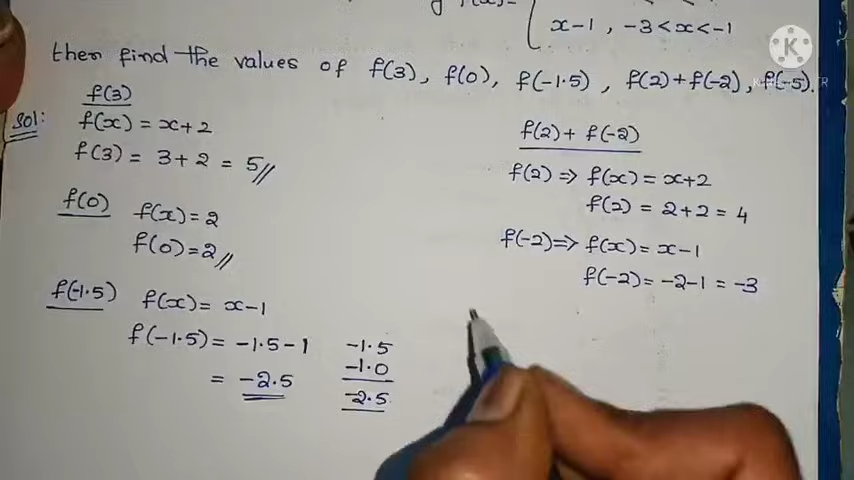 x-1 , -3<x<-1
then find the values of f(3), f(0), f(-1.5), f(2)+f(-2), f(-5).
Sol:
f(3)
f(x) = x+2
f(3) = 3+2 = 5//
f(0) f(x) = 2
f(0) = 2//
f(-1.5) f(x) = x-1
f(-1.5) = -1.5-1
= -2.5
-1.5
-1.0
-2.5
f(2)+ f(-2)
f(2) => f(x) = x+2
f(2) = 2+2 = 4
f(-2)=> f(x) = x-1
f(-2) = -2-1 = -3
K